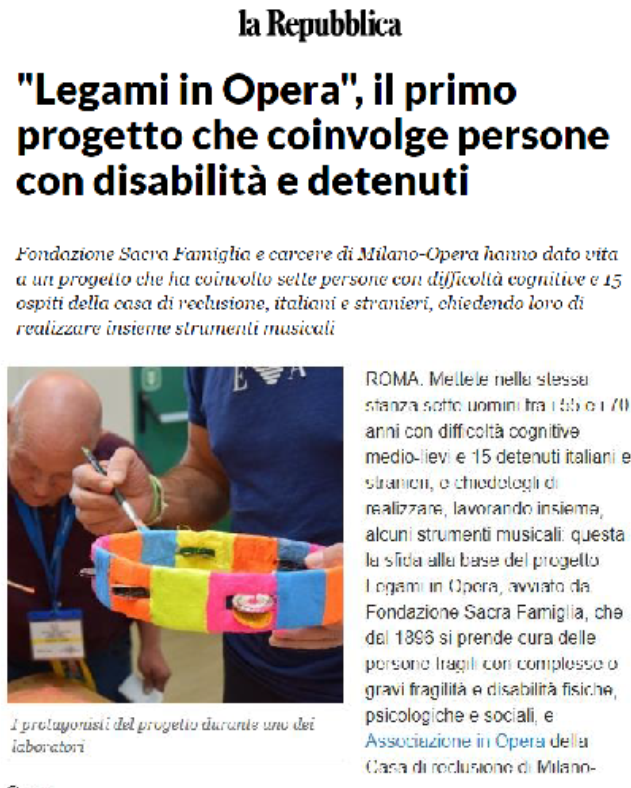 la Repubblica
"Legami in Opera", il primo
progetto che coinvolge persone
con disabilità e detenuti
Fondazione Sacra Famiglia e carcere di Milano-Opera hanno dato vita
a un progetto che ha coinvolto sette persone con difficoltà cognitive e 15
ospiti della casa di reclusione, italiani e stranieri, chiedendo loro di
realizzare insieme strumenti musicali
ROMA. Mettete nella stessa
stanza sette uomini tra i 55 e i 70
anni con difficoltà cognitive
medio-lievi e 15 detenuti italiani e
stranieri, e chiedetegli di
realizzare, lavorando insieme,
alcuni strumenti musicali: questa
la sfida alla base del progetto
Legami in Opera, avviato da
Fondazione Sacra Famiglia, che
dal 1896 si prende cura delle
persone fragili con complesse o
gravi fragilità e disabilità fisiche,
psicologiche e sociali, e
Associazione in Opera della
Casa di reclusione di Milano-
I protagonisti del progetto durante uno dei
laboratori